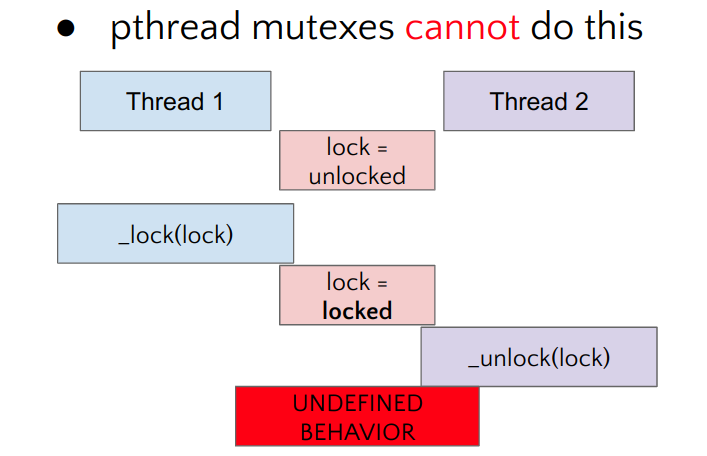 ● pthread mutexes cannot do this
Thread 1
Thread 2
lock =
unlocked
_lock(lock)
lock =
locked
_unlock(lock)
UNDEFINED
BEHAVIOR